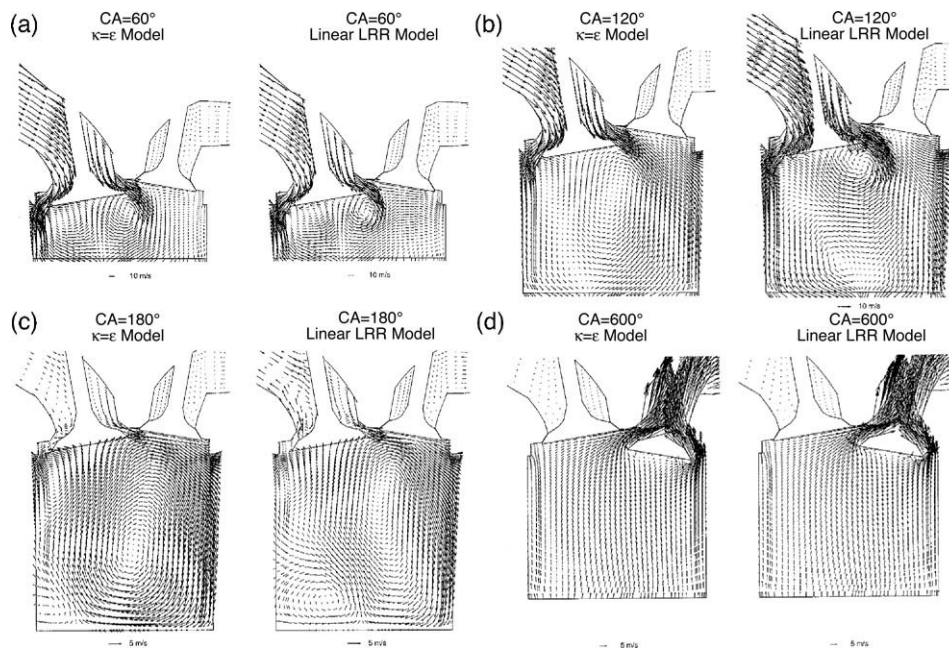 (a)
CA=60°
κ=ε Model
CA=60°
Linear LRR Model
10 m/s
10 m/s
(b)
CA=120°
κ=ε Model
CA=120°
Linear LRR Model
10 m/s
(c)
CA=180°
κ=ε Model
CA=180°
Linear LRR Model
5 m/s
5 m/s
(d)
CA=600°
κ=ε Model
CA=600°
Linear LRR Model
5 m/s
5 m/s